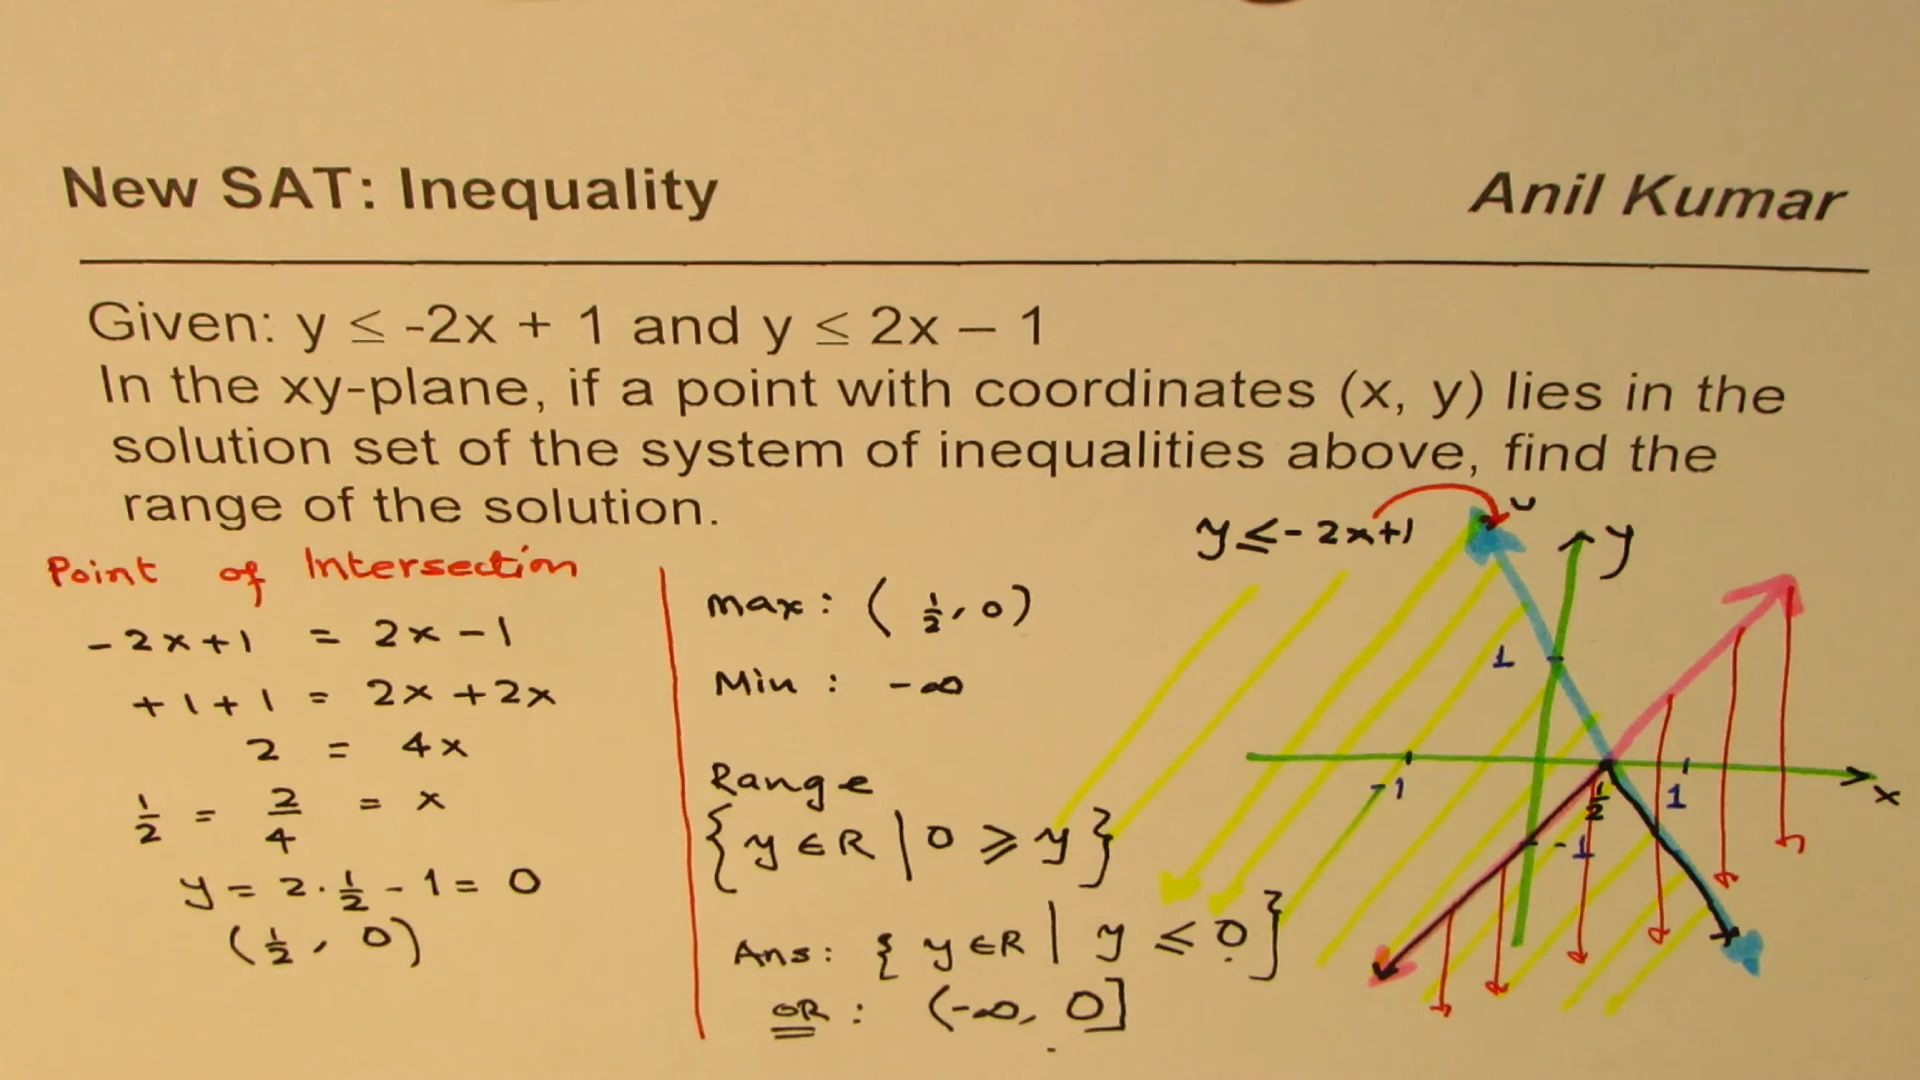 New SAT: Inequality
Anil Kumar
Given: y ≤ -2x + 1 and y ≤ 2x – 1
In the xy-plane, if a point with coordinates (x, y) lies in the
solution set of the system of inequalities above, find the
range of the solution.
Point of Intersection
-2x+1 = 2x-1
+1+1 = 2x+2x
2 = 4x
1/2 = 2/4 = x
y = 2·1/2 - 1 = 0
(1/2, 0)
max: (1/2, 0)
Min: -∞
Range
{y∈R | 0 ≥ y}
Ans: {y∈R | y ≤ 0}
OR: (-∞, 0]
y ≤ -2x+1
y
1
-1
1/2
1
x
-1